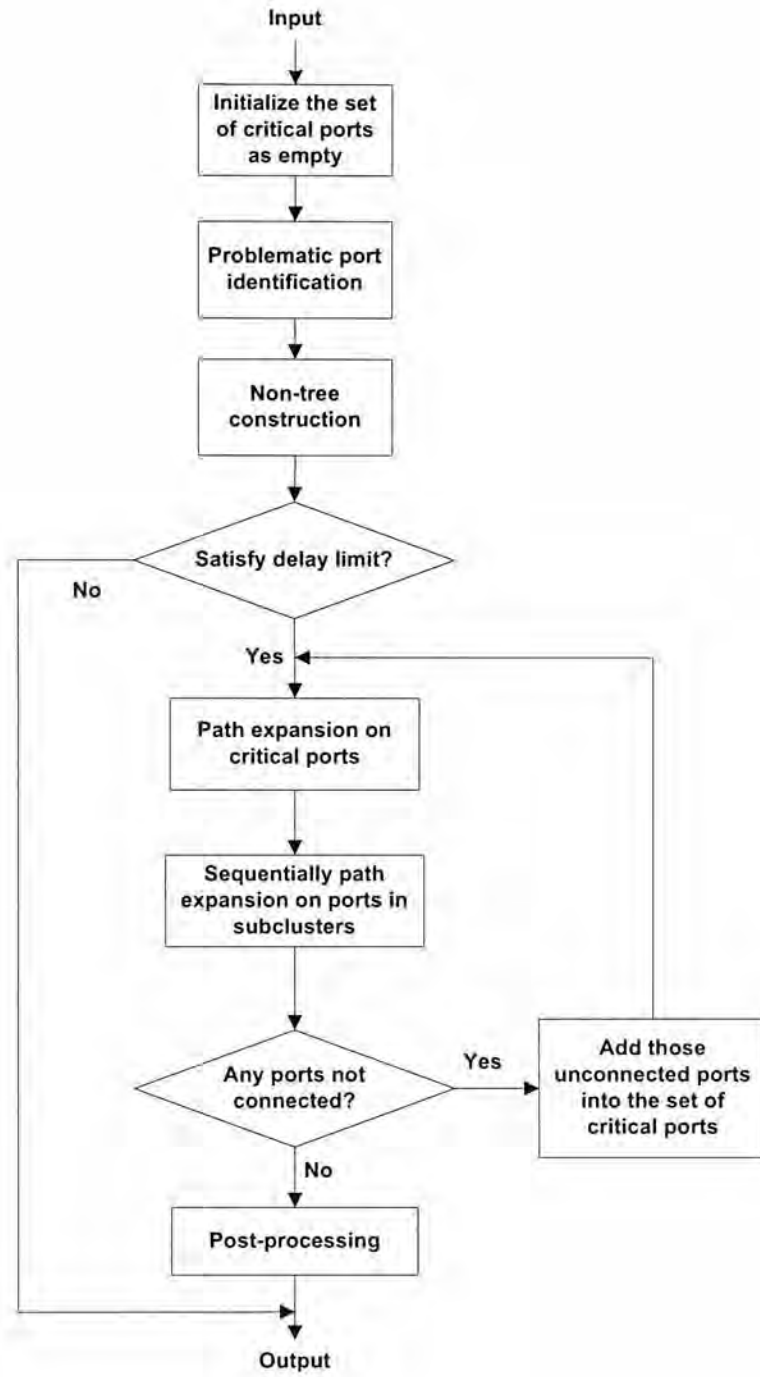 Input
Initialize the set
of critical ports
as empty
Problematic port
identification
Non-tree
construction
Satisfy delay limit?
No
Yes
Path expansion on
critical ports
Sequentially path
expansion on ports in
subclusters
Any ports not
connected?
Yes
Add those
unconnected ports
into the set of
critical ports
No
Post-processing
Output